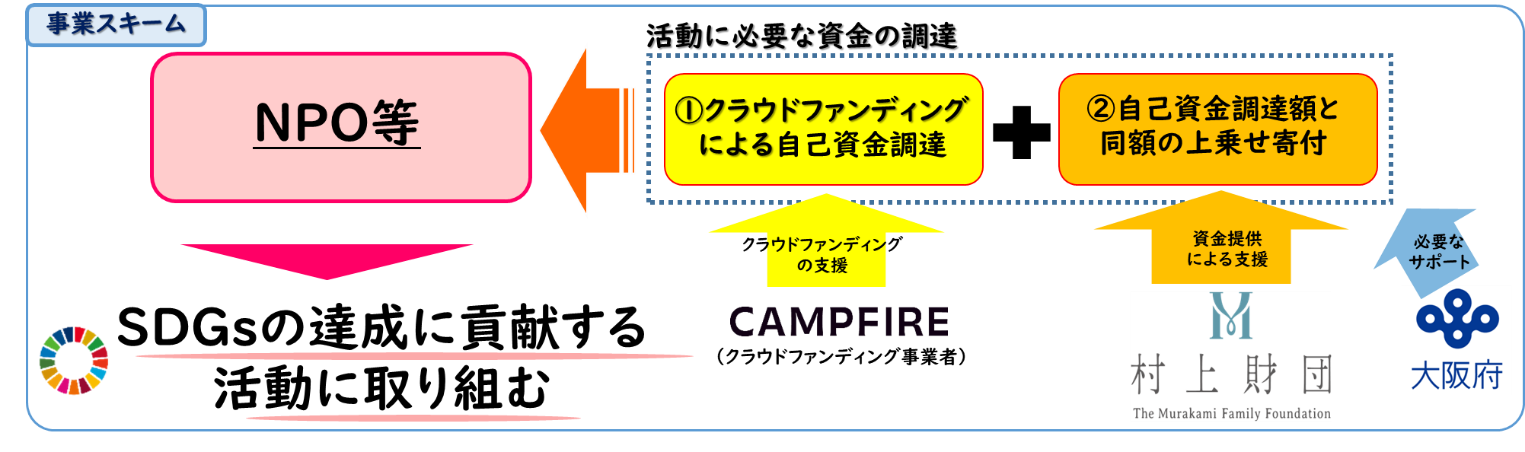 事業スキーム
活動に必要な資金の調達
NPO等
①クラウドファンディング
による自己資金調達
②自己資金調達額と
同額の上乗せ寄付
クラウドファンディング
の支援
資金提供
による支援
必要な
サポート
SDGsの達成に貢献する
活動に取り組む
CAMPFIRE
（クラウドファンディング事業者）
村上財団
The Murakami Family Foundation
大阪府